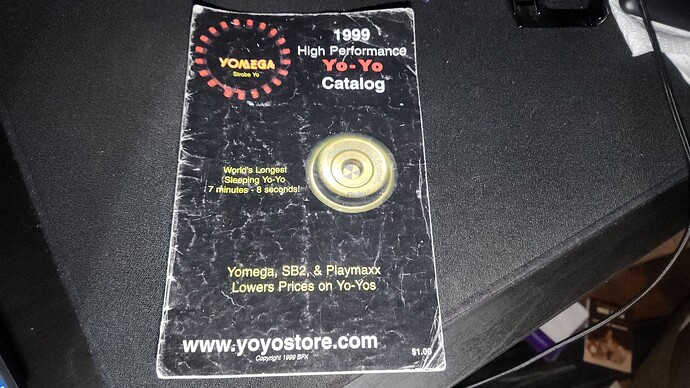 1999
High Performance
Yo-Yo
Catalog
YOMEGA
Strobe Yo
World's Longest
Sleeping Yo-Yo
7 minutes - 8 seconds!
Yomega, SB2, & Playmaxx
Lowers Prices on Yo-Yos
www.yoyostore.com
Copyright 1999 BFK
$1.00